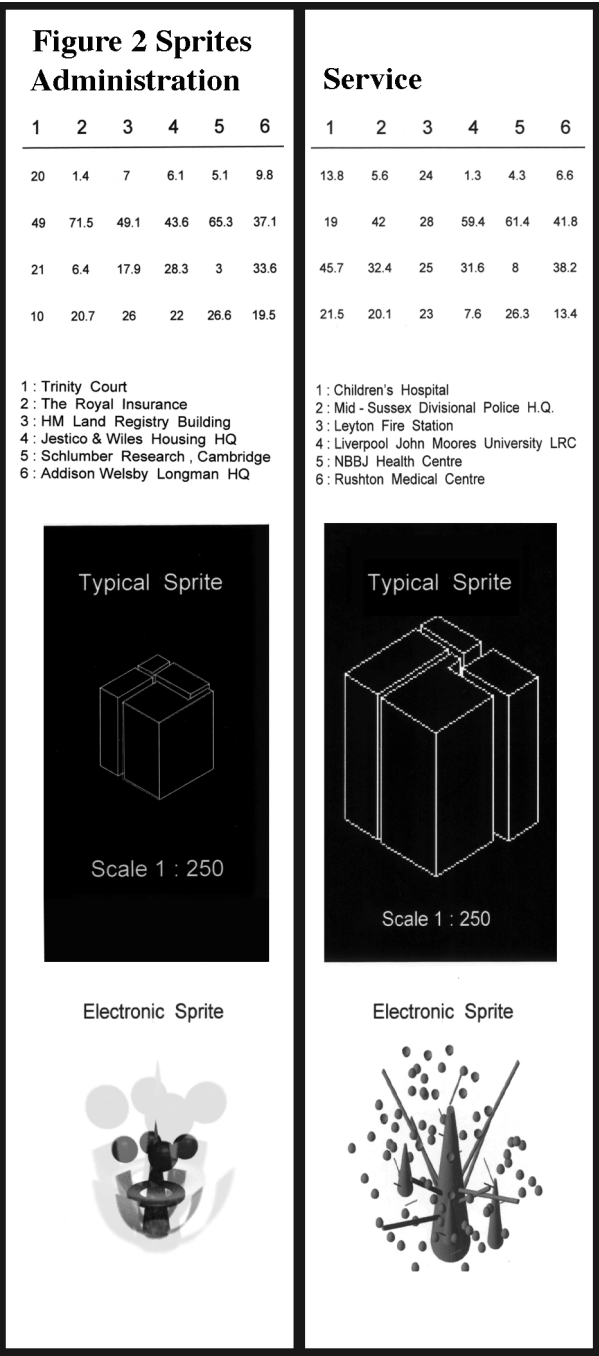 Figure 2 Sprites
Administration
1 2 3 4 5 6
20 1.4 7 6.1 5.1 9.8
49 71.5 49.1 43.6 65.3 37.1
21 6.4 17.9 28.3 3 33.6
10 20.7 26 22 26.6 19.5
1 : Trinity Court
2 : The Royal Insurance
3 : HM Land Registry Building
4 : Jestico & Wiles Housing HQ
5 : Schlumber Research , Cambridge
6 : Addison Welsby Longman HQ
Typical Sprite
Scale 1 : 250
Electronic Sprite
Service
1 2 3 4 5 6
13.8 5.6 24 1.3 4.3 6.6
19 42 28 59.4 61.4 41.8
45.7 32.4 25 31.6 8 38.2
21.5 20.1 23 7.6 26.3 13.4
1 : Children's Hospital
2 : Mid - Sussex Divisional Police H.Q.
3 : Leyton Fire Station
4 : Liverpool John Moores University LRC
5 : NBBJ Health Centre
6 : Rushton Medical Centre
Typical Sprite
Scale 1 : 250
Electronic Sprite